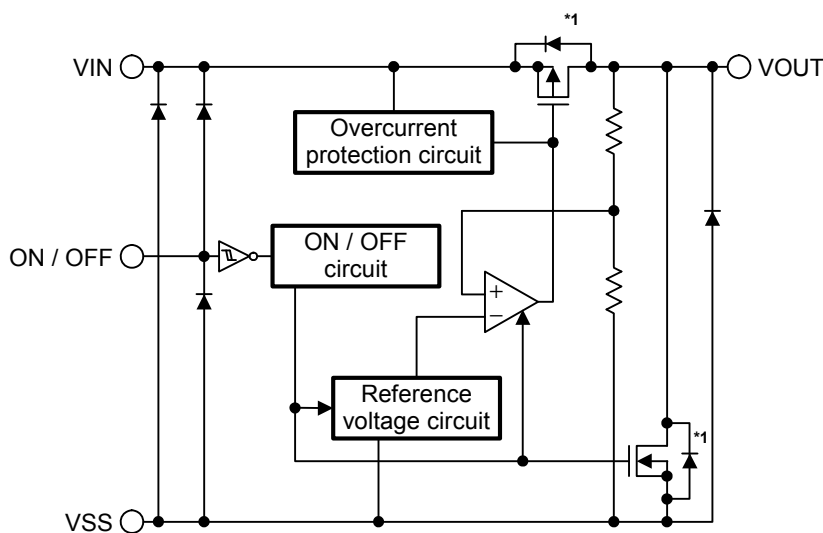 *1
VIN
VOUT
Overcurrent
protection circuit
ON / OFF
ON / OFF
circuit
+
−
Reference
voltage circuit
*1
VSS